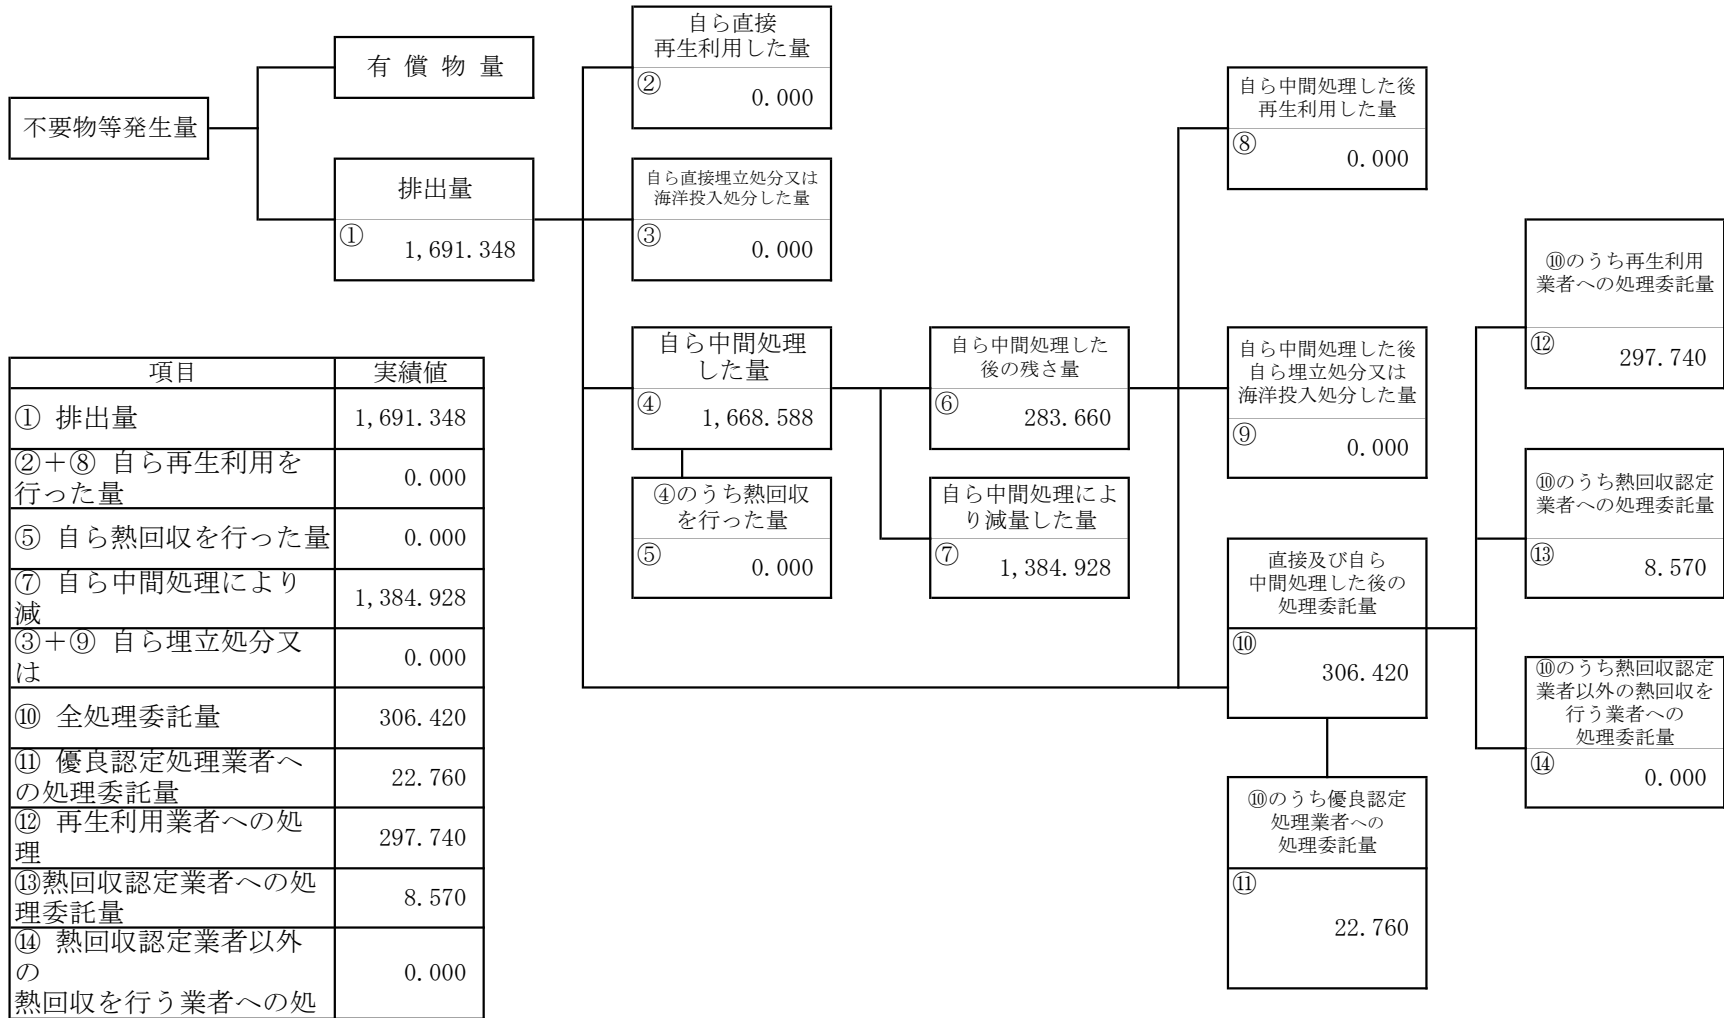 不要物等発生量
有 償 物 量
排出量
①
1,691.348
自ら直接
再生利用した量
②
0.000
自ら直接埋立処分又は
海洋投入処分した量
③
0.000
自ら中間処理
した量
④
1,668.588
④のうち熱回収
を行った量
⑤
0.000
自ら中間処理した
後の残さ量
⑥
283.660
自ら中間処理によ
り減量した量
⑦
1,384.928
自ら中間処理した後
再生利用した量
⑧
0.000
自ら中間処理した後
自ら埋立処分又は
海洋投入処分した量
⑨
0.000
直接及び自ら
中間処理した後の
処理委託量
⑩
306.420
⑩のうち優良認定
処理業者への
処理委託量
⑪
22.760
⑩のうち再生利用
業者への処理委託量
⑫
297.740
⑩のうち熱回収認定
業者への処理委託量
⑬
8.570
⑩のうち熱回収認定
業者以外の熱回収を
行う業者への
処理委託量
⑭
0.000
項目 実績値
① 排出量 1,691.348
②＋⑧ 自ら再生利用を
行った量 0.000
⑤ 自ら熱回収を行った量 0.000
⑦ 自ら中間処理により
減 1,384.928
③＋⑨ 自ら埋立処分又
は 0.000
⑩ 全処理委託量 306.420
⑪ 優良認定処理業者へ
の処理委託量 22.760
⑫ 再生利用業者への処
理 297.740
⑬熱回収認定業者への処
理委託量 8.570
⑭ 熱回収認定業者以外
の
熱回収を行う業者への処 0.000